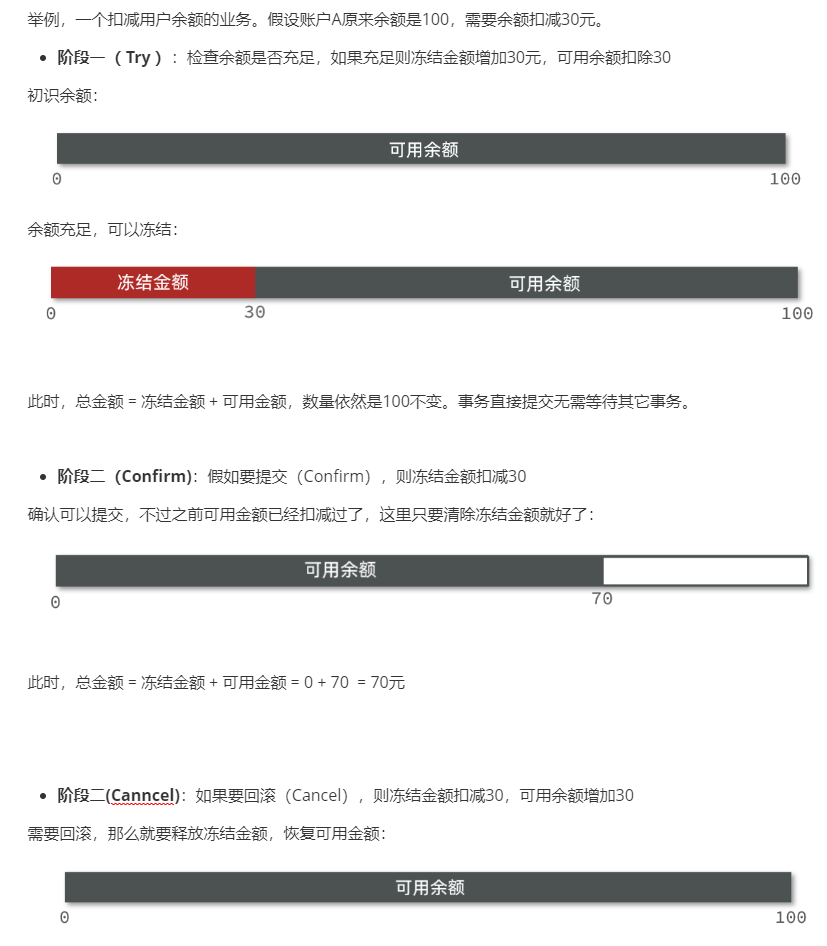 举例，一个扣减用户余额的业务。假设账户A原来余额是100，需要余额扣减30元。
• 阶段一（ Try ）：检查余额是否充足，如果充足则冻结金额增加30元，可用余额扣除30
初识余额：
可用余额
0 100
余额充足，可以冻结：
冻结金额 可用余额
0 30 100
此时，总金额 = 冻结金额 + 可用金额，数量依然是100不变。事务直接提交无需等待其它事务。
• 阶段二（Confirm)：假如要提交（Confirm），则冻结金额扣减30
确认可以提交，不过之前可用金额已经扣减过了，这里只要清除冻结金额就好了：
可用余额
0 70
此时，总金额 = 冻结金额 + 可用金额 = 0 + 70 = 70元
• 阶段二(Canncel)：如果要回滚（Cancel），则冻结金额扣减30，可用余额增加30
需要回滚，那么就要释放冻结金额，恢复可用金额：
可用余额
0 100